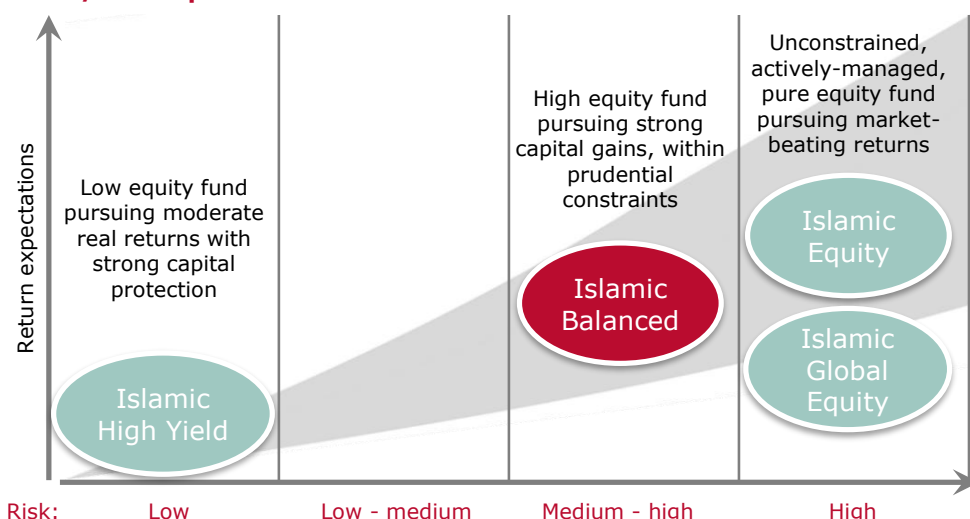 Return expectations
Low equity fund
pursuing moderate
real returns with
strong capital
protection
Islamic
High Yield
High equity fund
pursuing strong
capital gains, within
prudential
constraints
Islamic
Balanced
Unconstrained,
actively-managed,
pure equity fund
pursuing market-
beating returns
Islamic
Equity
Islamic
Global
Equity
Risk: Low Low - medium Medium - high High